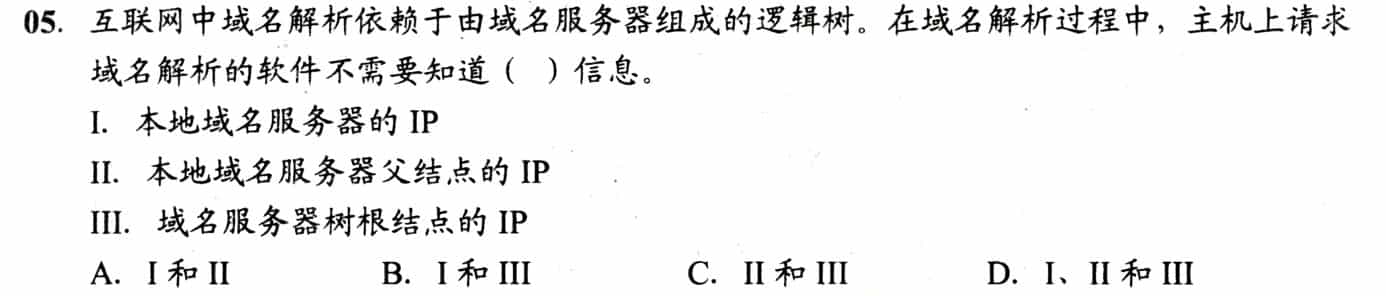 05. 互联网中域名解析依赖于由域名服务器组成的逻辑树。在域名解析过程中，主机上请求
域名解析的软件不需要知道（ ）信息。
I. 本地域名服务器的 IP
II. 本地域名服务器父结点的 IP
III. 域名服务器树根结点的 IP
A. I 和 II B. I 和 III C. II 和 III D. I、II 和 III